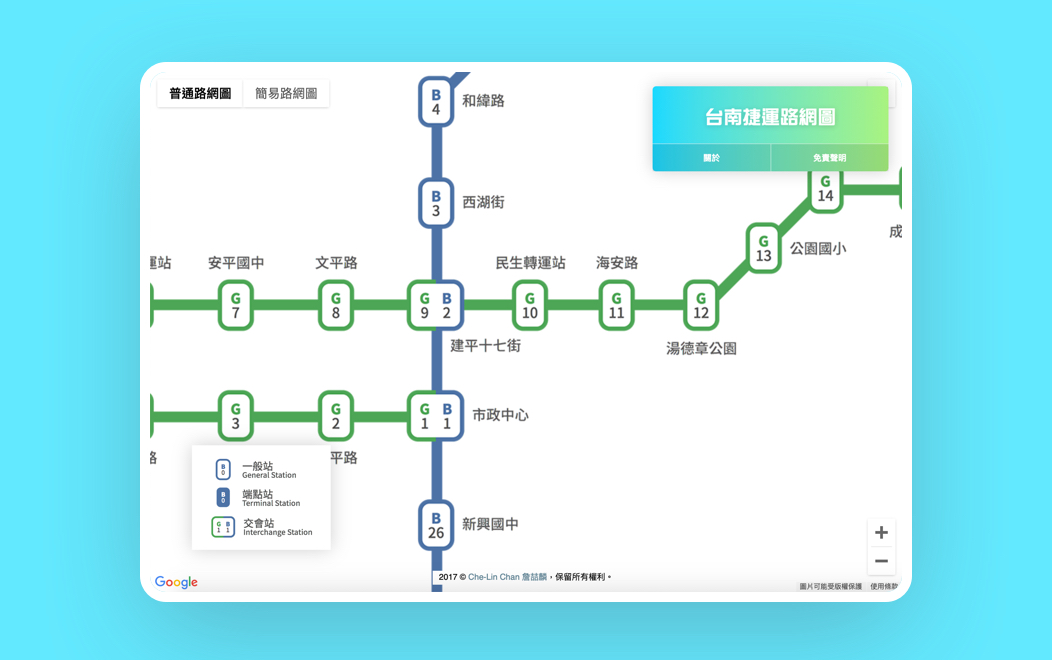 普通路網圖 簡易路網圖
台南捷運路網圖
關於 免責聲明
B
4
和緯路
B
3
西湖街
G
14
成
G
13
公園國小
運站
安平國中
文平路
民生轉運站
海安路
G
7
G
8
G B
9 2
G
10
G
11
G
12
建平十七街
湯德章公園
G
3
G
2
G B
1 1
市政中心
路
平路
B
0
一般站
General Station
B
0
端點站
Terminal Station
G B
1 1
交會站
Interchange Station
B
26
新興國中
+
−
Google
2017 © Che-Lin Chan 詹喆麟，保留所有權利。
圖片可能受版權保護 使用條款